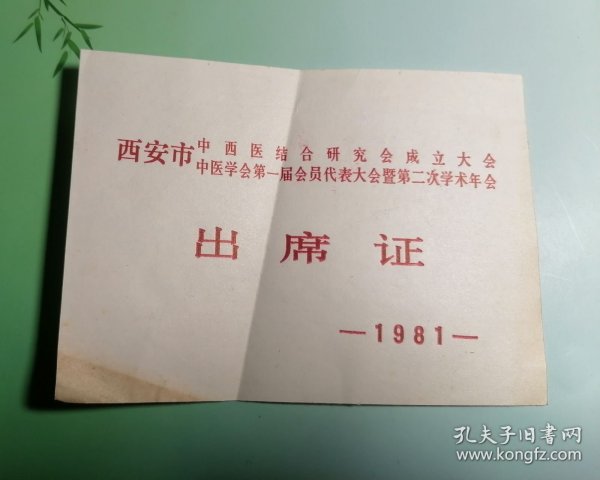 西安市
中西医结合研究会成立大会
中医学会第一届会员代表大会暨第二次学术年会
出席证
—1981—
孔夫子旧书网
www.kongfz.com